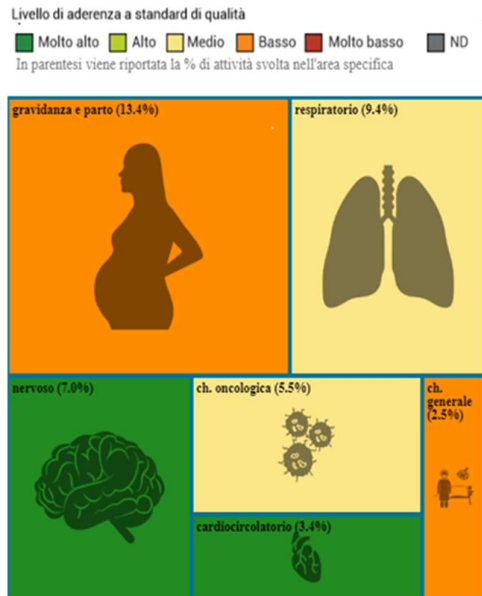 Livello di aderenza a standard di qualità
Molto alto Alto Medio Basso Molto basso ND
In parentesi viene riportata la % di attività svolta nell'area specifica
gravidanza e parto (13.4%)
respiratorio (9.4%)
nervoso (7.0%)
ch. oncologica (5.5%)
ch.
generale
(2.5%)
cardiocircolatorio (3.4%)